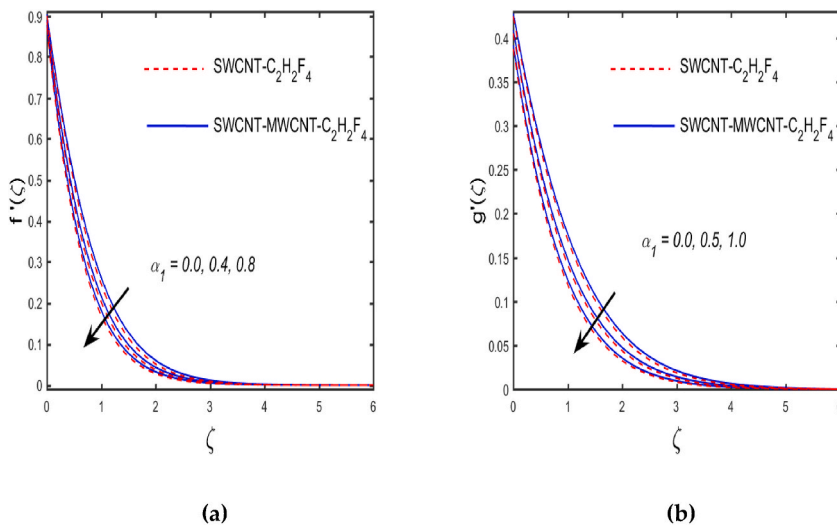 0.9
0.8
0.7
0.6
0.5
0.4
0.3
0.2
0.1
0
f '(ζ)
SWCNT-C₂H₂F₄
SWCNT-MWCNT-C₂H₂F₄
α₁ = 0.0, 0.4, 0.8
0 1 2 3 4 5 6
ζ
(a)
0.4
0.35
0.3
0.25
0.2
0.15
0.1
0.05
0
g'(ζ)
SWCNT-C₂H₂F₄
SWCNT-MWCNT-C₂H₂F₄
α₁ = 0.0, 0.5, 1.0
0 1 2 3 4 5 6
ζ
(b)